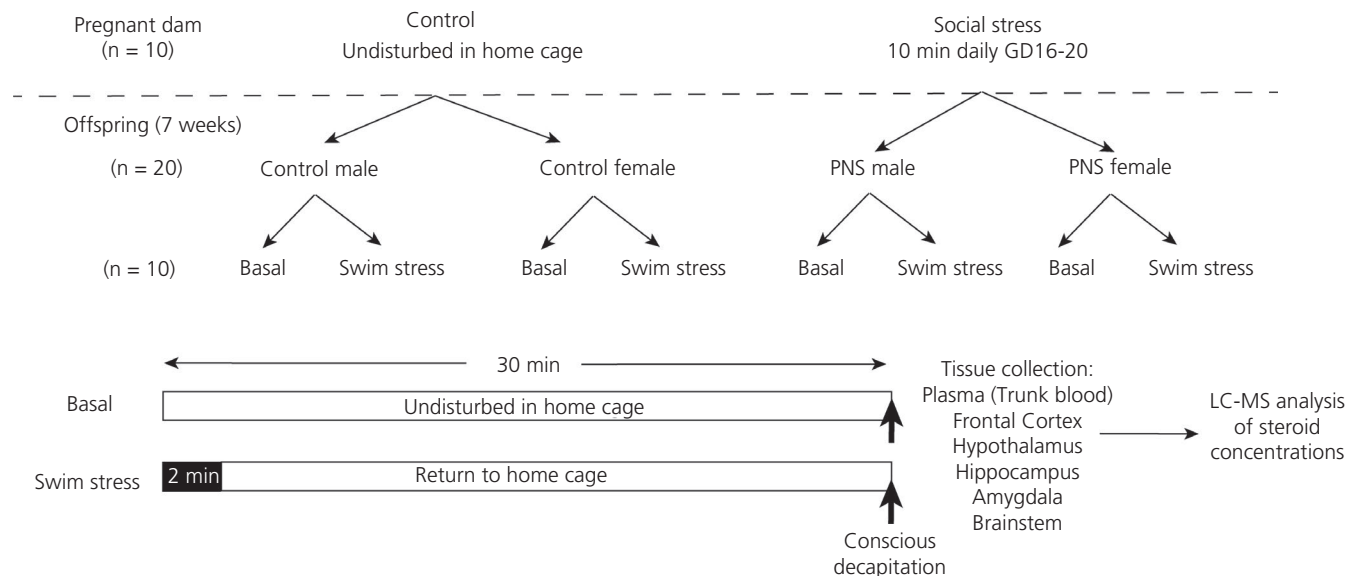 Pregnant dam
(n = 10)
Control
Undisturbed in home cage
Social stress
10 min daily GD16-20
Offspring (7 weeks)
(n = 20)
Control male
Control female
PNS male
PNS female
(n = 10)
Basal
Swim stress
Basal
Swim stress
Basal
Swim stress
Basal
Swim stress
30 min
Basal
Undisturbed in home cage
Swim stress
2 min
Return to home cage
Conscious
decapitation
Tissue collection:
Plasma (Trunk blood)
Frontal Cortex
Hypothalamus
Hippocampus
Amygdala
Brainstem
LC-MS analysis
of steroid
concentrations